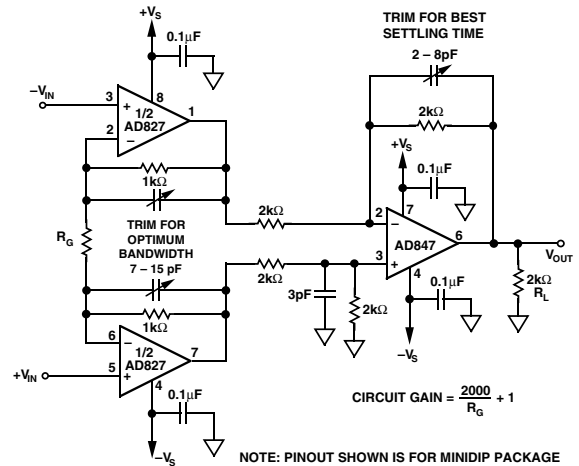 +VS
0.1µF
TRIM FOR BEST
SETTLING TIME
2 – 8pF
–VIN
3
+
8
1/2
AD827
1
2
–
2kΩ
+VS
0.1µF
1kΩ
7
RG
TRIM FOR
OPTIMUM
BANDWIDTH
7 – 15 pF
2kΩ
2
–
AD847
6
VOUT
3
+
2kΩ
4
0.1µF
2kΩ
RL
3pF
2kΩ
1kΩ
–VS
6
–
1/2
AD827
7
+VIN
5
+
4
0.1µF
CIRCUIT GAIN = 2000/RG + 1
–VS
NOTE: PINOUT SHOWN IS FOR MINIDIP PACKAGE